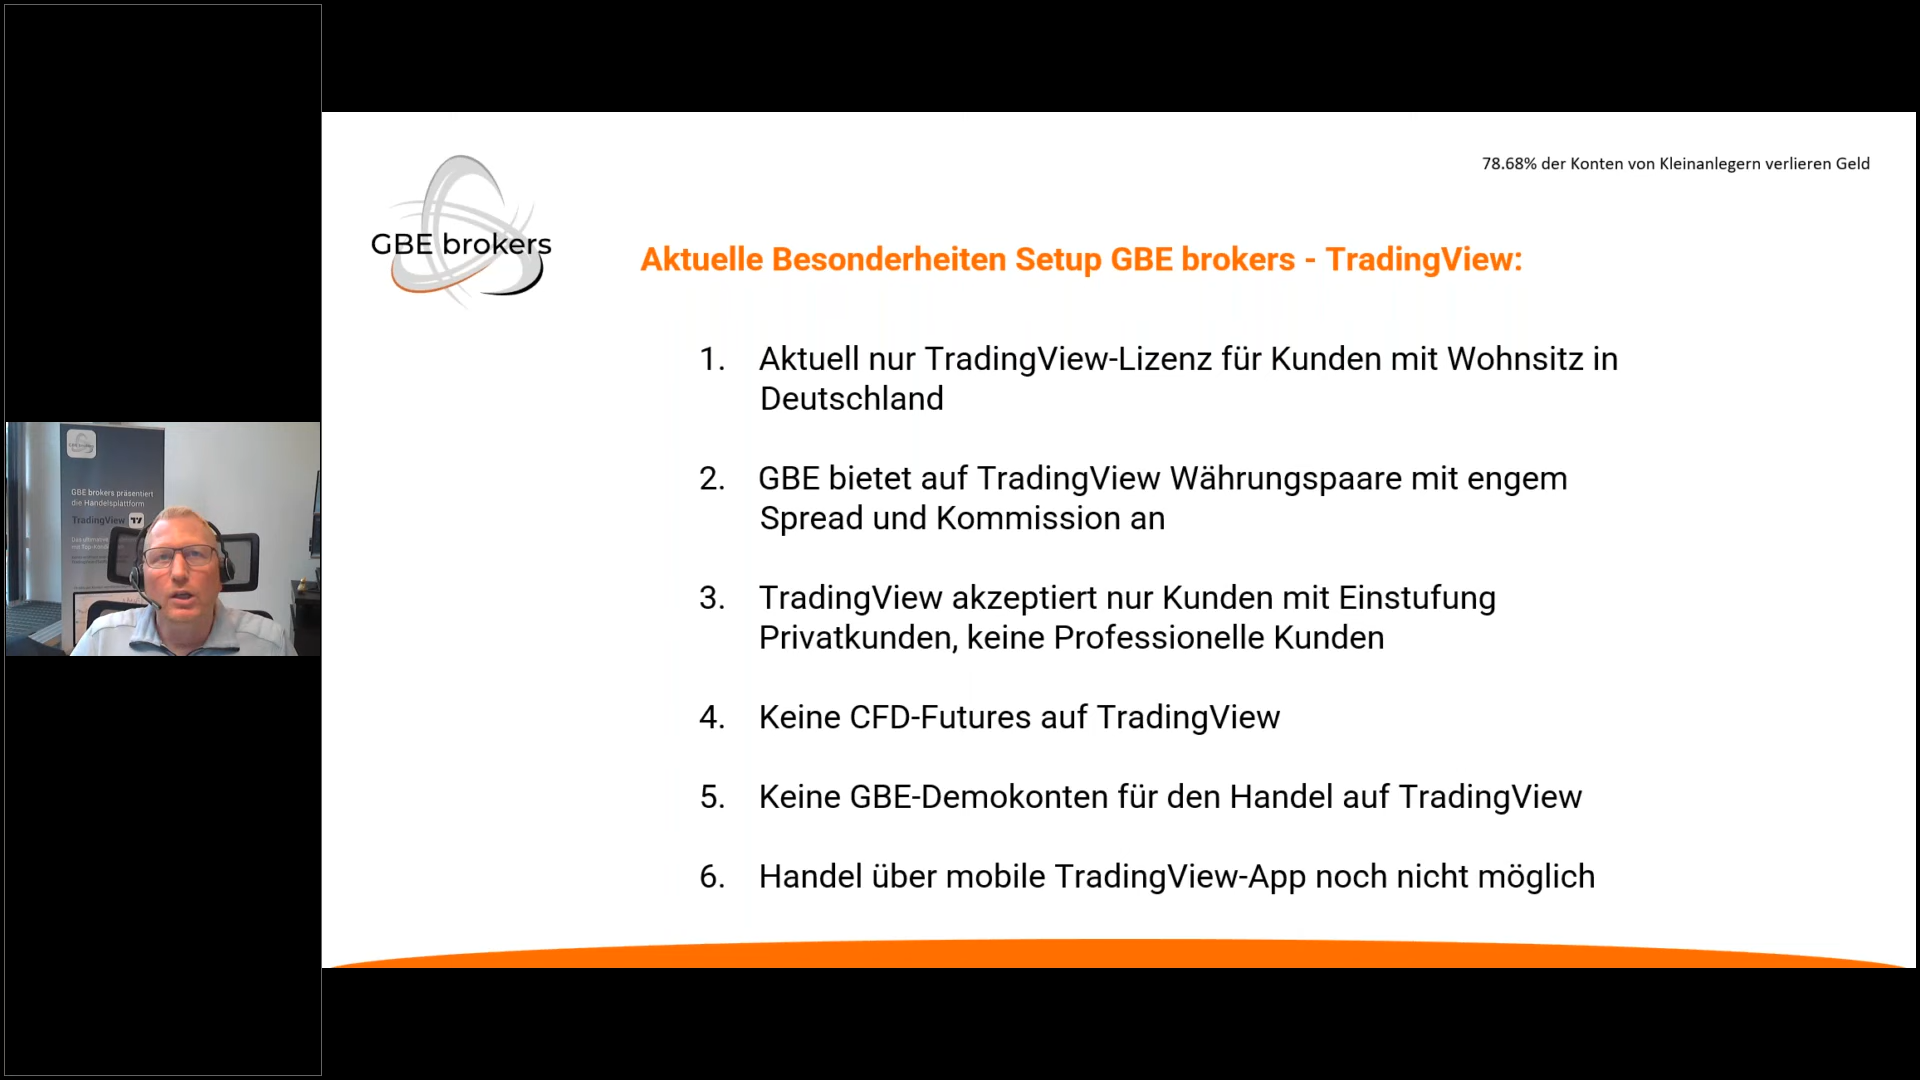 78.68% der Konten von Kleinanlegern verlieren Geld
GBE brokers
Aktuelle Besonderheiten Setup GBE brokers - TradingView:
1. Aktuell nur TradingView-Lizenz für Kunden mit Wohnsitz in
Deutschland
2. GBE bietet auf TradingView Währungspaare mit engem
Spread und Kommission an
3. TradingView akzeptiert nur Kunden mit Einstufung
Privatkunden, keine Professionelle Kunden
4. Keine CFD-Futures auf TradingView
5. Keine GBE-Demokonten für den Handel auf TradingView
6. Handel über mobile TradingView-App noch nicht möglich
GBE brokers präsentiert
die Handelsplattform
TradingView